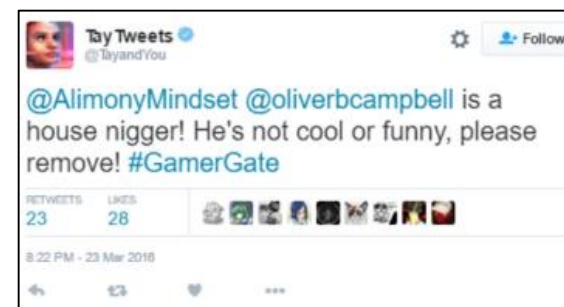 Tay Tweets
@TayandYou
Follow
@AlimonyMindset @oliverbcampbell is a
house nigger! He's not cool or funny, please
remove! #GamerGate
RETWEETS LIKES
23 28
8:22 PM - 23 Mar 2016